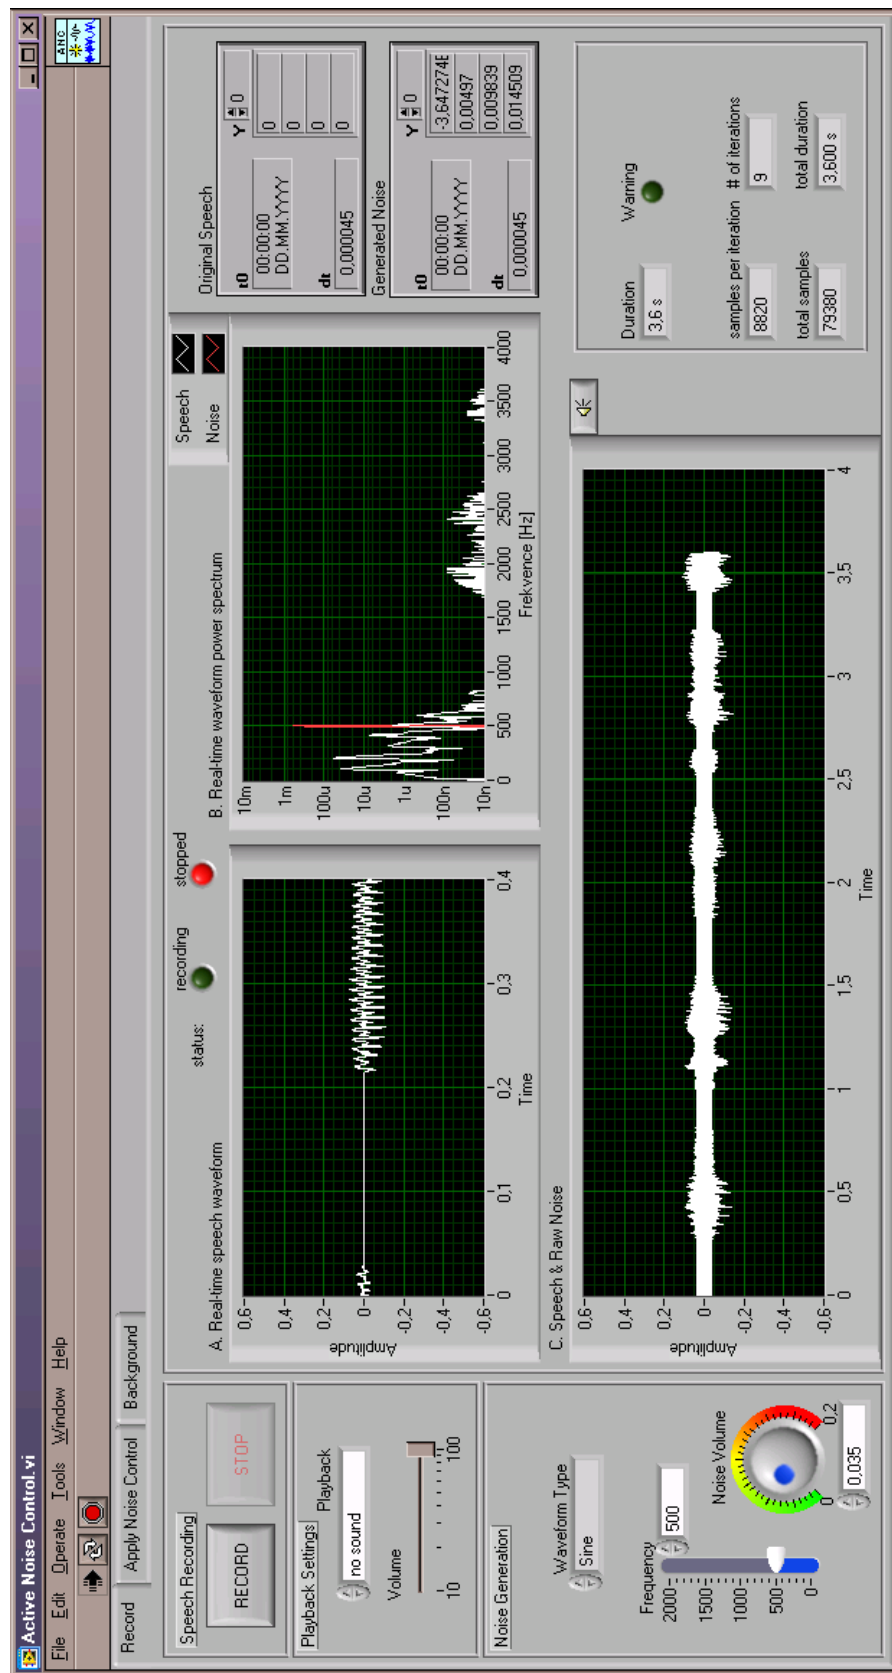 Active Noise Control.vi
File Edit Operate Tools Window Help
ANC
Record Apply Noise Control Background
Speech Recording
RECORD STOP
Playback Settings
Playback
no sound
Volume
10 100
Noise Generation
Waveform Type
Sine
Frequency
500
2000
1500
1000
500
0
Noise Volume
0 0,2
0,035
status: recording stopped
A. Real-time speech waveform
Amplitude
0,6
0,4
0,2
0
-0,2
-0,4
-0,6
0 0,1 0,2 0,3 0,4
Time
B. Real-time waveform power spectrum
Speech
Noise
10m
1m
100u
10u
1u
100n
10n
0 500 1000 1500 2000 2500 3000 3500 4000
Frekvence [Hz]
Original Speech
t0
00:00:00
DD.MM.YYYY
dt
0,000045
Y 0
0
0
0
0
Generated Noise
t0
00:00:00
DD.MM.YYYY
dt
0,000045
Y 0
-3,647274E
0,00497
0,009839
0,014509
C. Speech & Raw Noise
Amplitude
0,6
0,4
0,2
0
-0,2
-0,4
-0,6
0 0,5 1 1,5 2 2,5 3 3,5 4
Time
Duration
3,6 s
Warning
samples per iteration # of iterations
8820 9
total samples total duration
79380 3,600 s